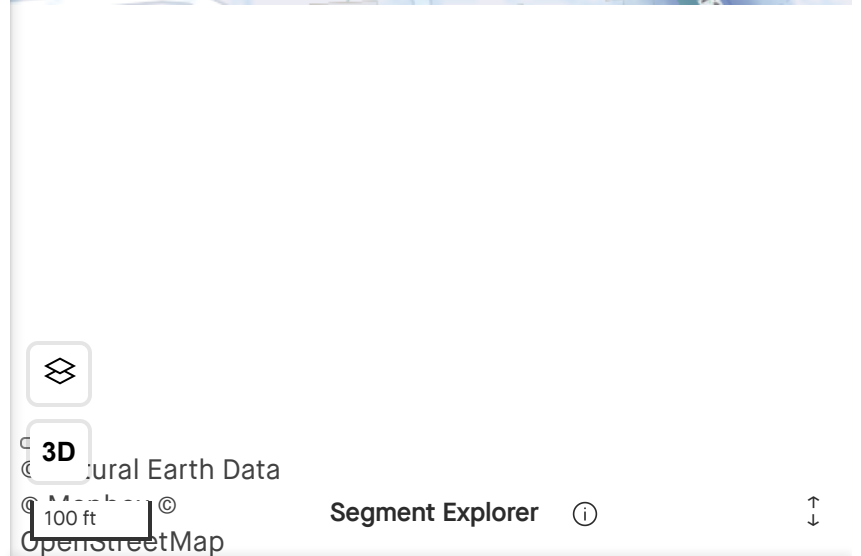 3D
© tural Earth Data
© ©
100 ft
OpenStreetMap
Segment Explorer